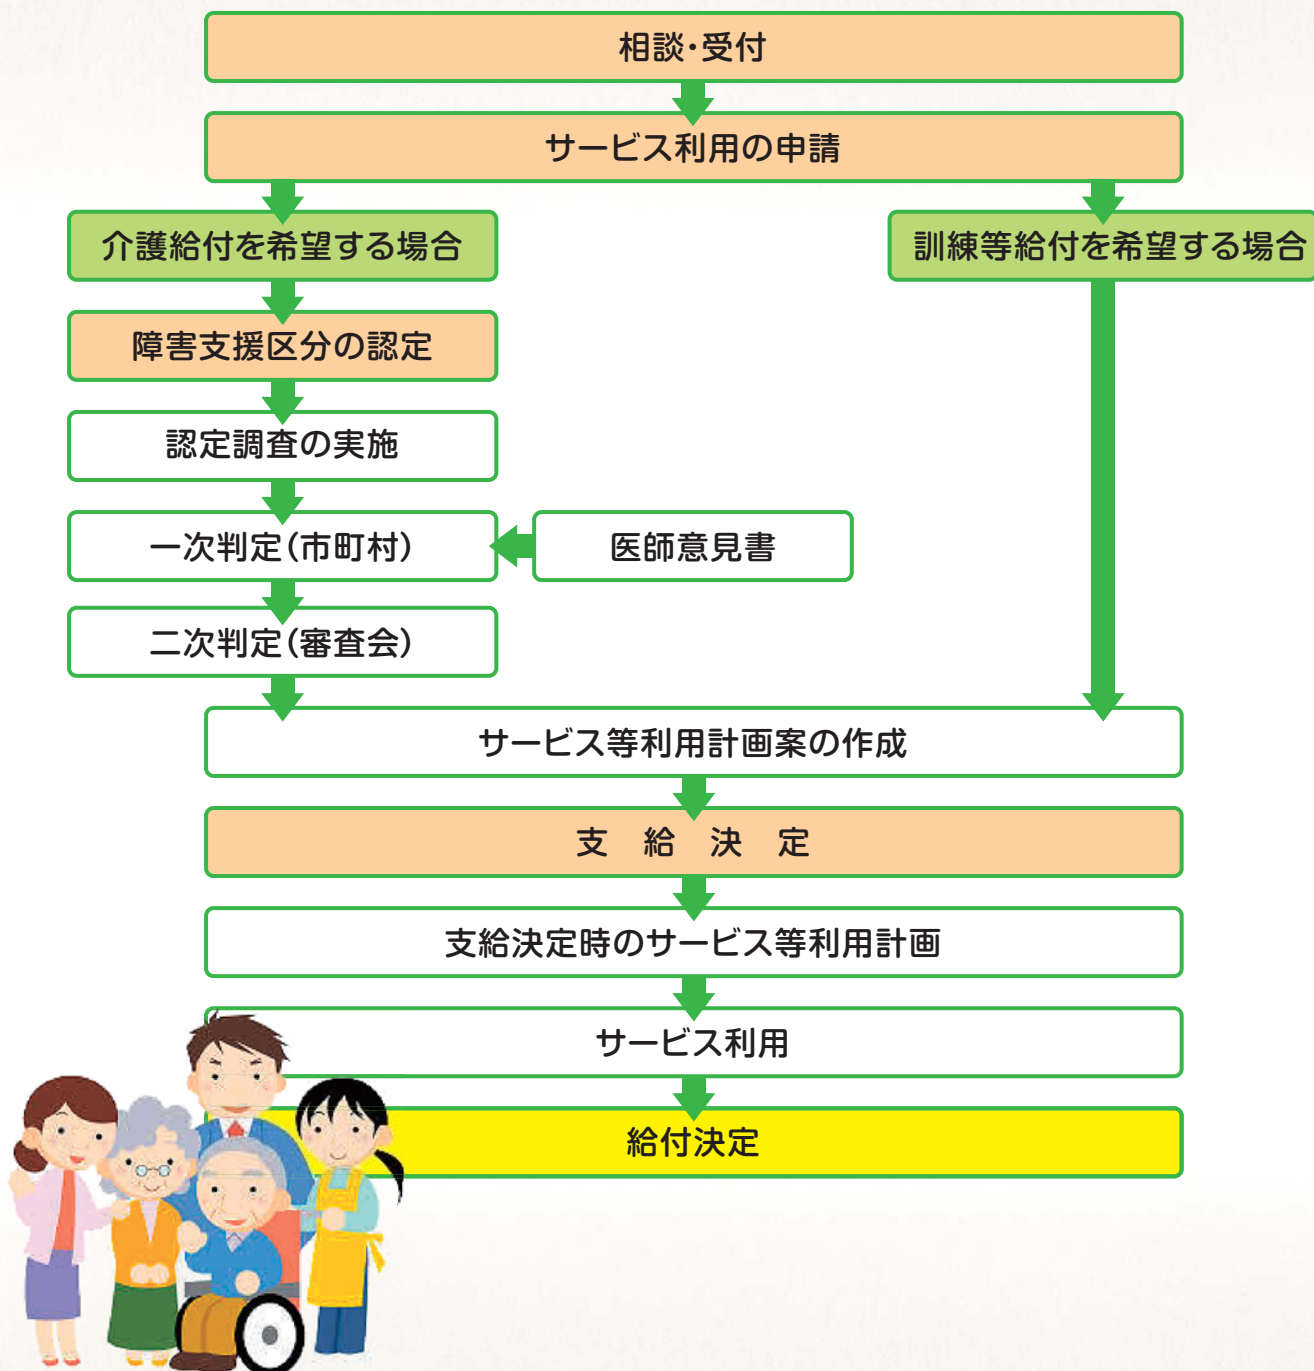 相談・受付
サービス利用の申請
介護給付を希望する場合
訓練等給付を希望する場合
障害支援区分の認定
認定調査の実施
一次判定(市町村)
医師意見書
二次判定(審査会)
サービス等利用計画案の作成
支　給　決　定
支給決定時のサービス等利用計画
サービス利用
給付決定